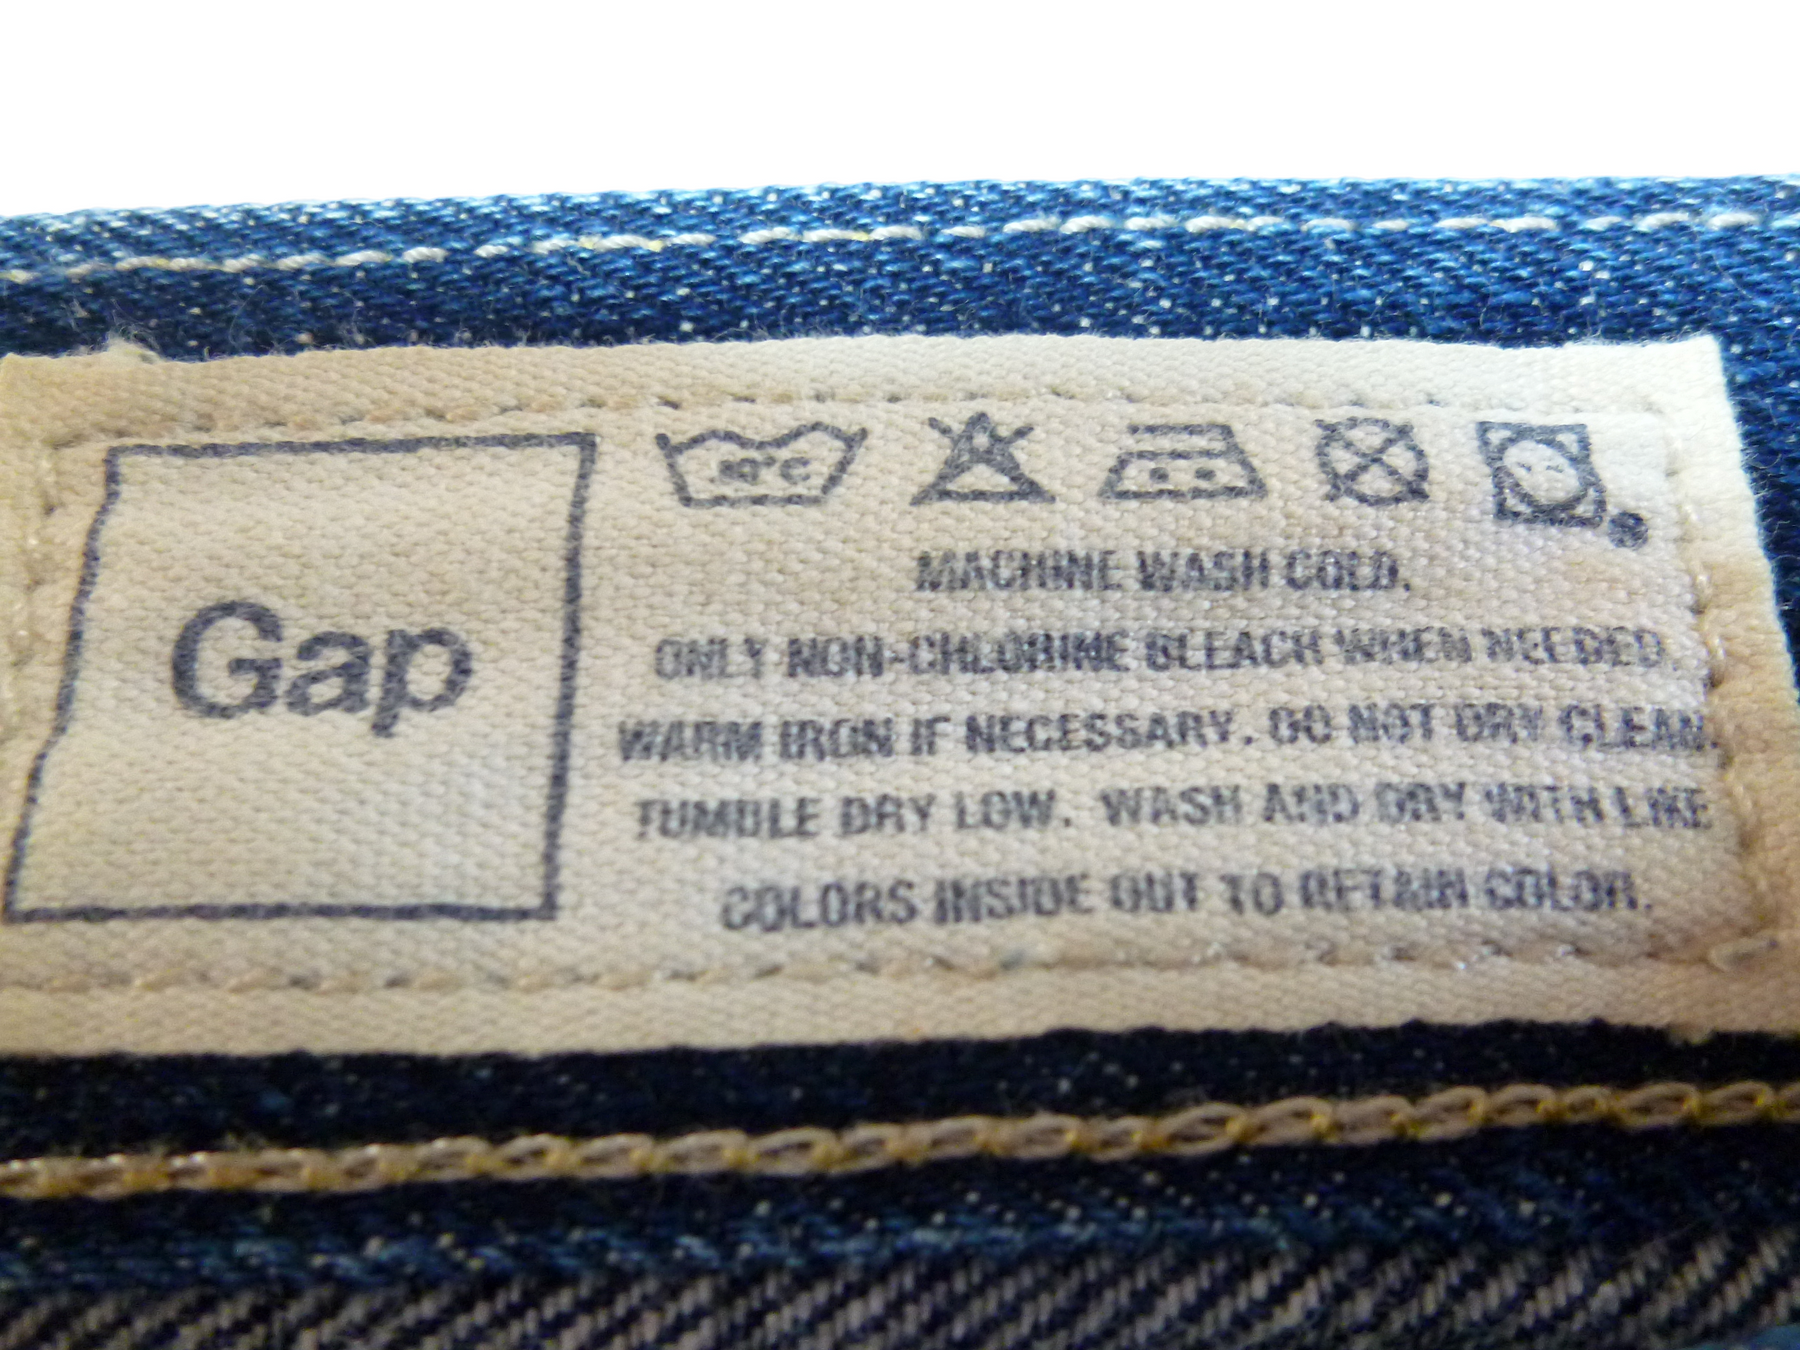 Gap
40°C
MACHINE WASH COLD.
ONLY NON-CHLORINE BLEACH WHEN NEEDED.
WARM IRON IF NECESSARY. DO NOT DRY CLEAN.
TUMBLE DRY LOW. WASH AND DRY WITH LIKE
COLORS INSIDE OUT TO RETAIN COLOR.